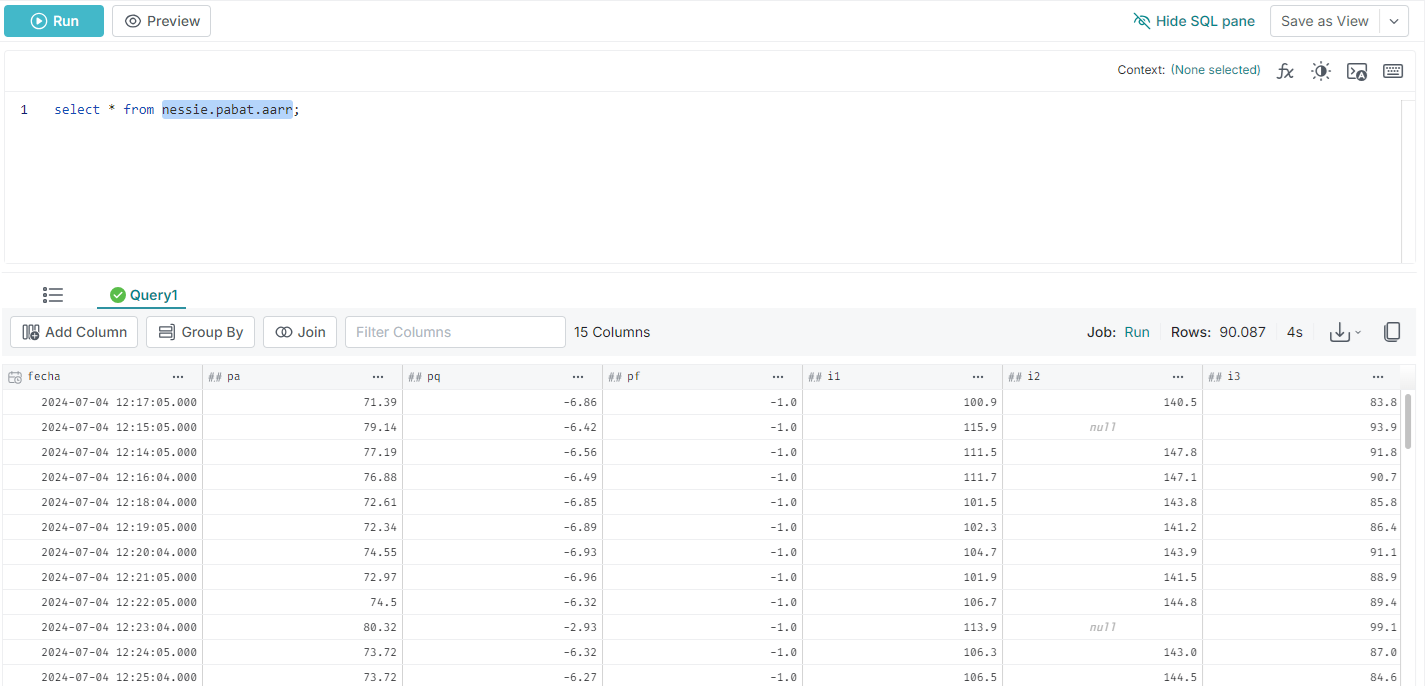 Run Preview Hide SQL pane Save as View
Context: (None selected) fx
1 select * from nessie.pabat.aarr;
Query1
Add Column Group By Join Filter Columns 15 Columns Job: Run Rows: 90.087 4s
fecha ... ## pa ... ## pq ... ## pf ... ## i1 ... ## i2 ... ## i3 ...
2024-07-04 12:17:05.000 71.39 -6.86 -1.0 100.9 140.5 83.8
2024-07-04 12:15:05.000 79.14 -6.42 -1.0 115.9 null 93.9
2024-07-04 12:14:05.000 77.19 -6.56 -1.0 111.5 147.8 91.8
2024-07-04 12:16:04.000 76.88 -6.49 -1.0 111.7 147.1 90.7
2024-07-04 12:18:04.000 72.61 -6.85 -1.0 101.5 143.8 85.8
2024-07-04 12:19:05.000 72.34 -6.89 -1.0 102.3 141.2 86.4
2024-07-04 12:20:04.000 74.55 -6.93 -1.0 104.7 143.9 91.1
2024-07-04 12:21:05.000 72.97 -6.96 -1.0 101.9 141.5 88.9
2024-07-04 12:22:05.000 74.5 -6.32 -1.0 106.7 144.8 89.4
2024-07-04 12:23:04.000 80.32 -2.93 -1.0 113.9 null 99.1
2024-07-04 12:24:05.000 73.72 -6.32 -1.0 106.3 143.0 87.0
2024-07-04 12:25:04.000 73.72 -6.27 -1.0 106.5 144.5 84.6